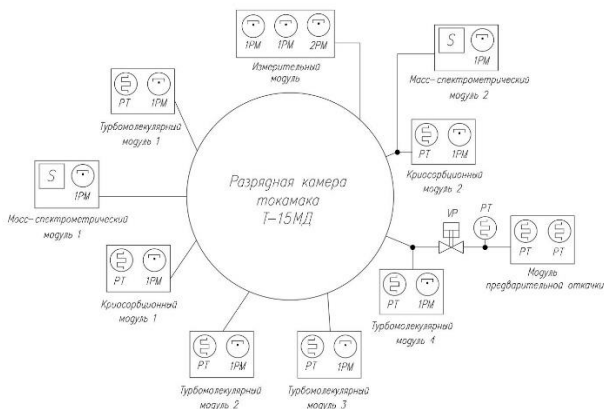 1PM 1PM 2PM
Измерительный
модуль
S 1PM
Масс-спектрометрический
модуль 2
PT 1PM
Турбомолекулярный
модуль 1
PT 1PM
Криосорбционный
модуль 2
S 1PM
Масс-спектрометрический
модуль 1
Разрядная камера
токамака
Т-15МД
VP
PT
PT PT
Модуль
предварительной откачки
PT 1PM
Криосорбционный
модуль 1
PT 1PM
Турбомолекулярный
модуль 4
PT 1PM
Турбомолекулярный
модуль 2
PT 1PM
Турбомолекулярный
модуль 3